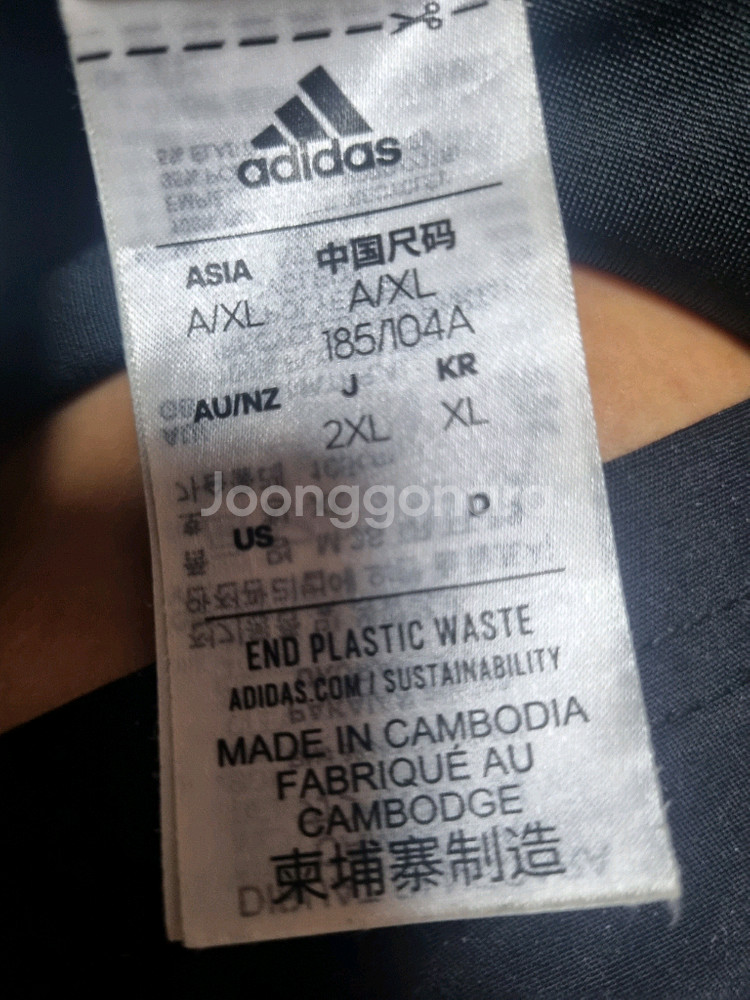 adidas
ASIA 中国尺码
A/XL A/XL
185/104A
AU/NZ J KR
2XL XL
US D
Joonggonara
END PLASTIC WASTE
ADIDAS.COM / SUSTAINABILITY
MADE IN CAMBODIA
FABRIQUÉ AU
CAMBODGE
柬埔寨制造